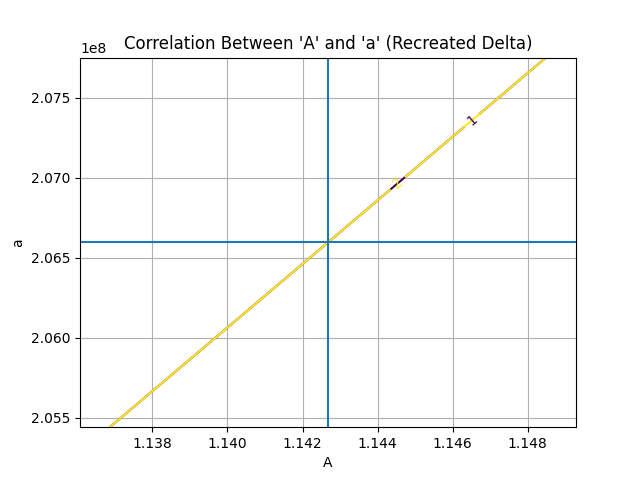 Correlation Between 'A' and 'a' (Recreated Delta)
1e8
2.075
2.070
2.065
2.060
2.055
a
1
1.138 1.140 1.142 1.144 1.146 1.148
A